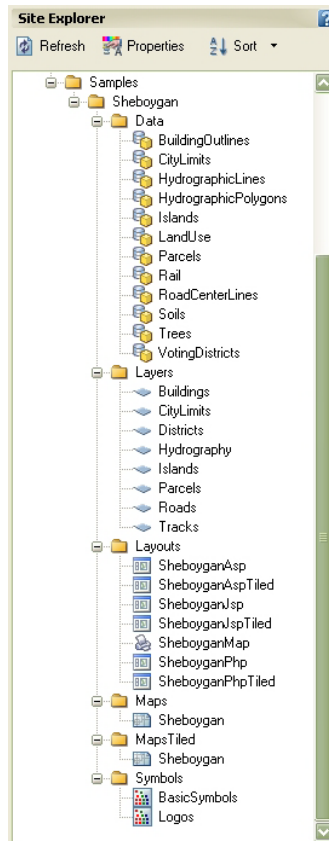 Site Explorer
Refresh Properties Sort
Samples
Sheboygan
Data
BuildingOutlines
CityLimits
HydrographicLines
HydrographicPolygons
Islands
LandUse
Parcels
Rail
RoadCenterLines
Soils
Trees
VotingDistricts
Layers
Buildings
CityLimits
Districts
Hydrography
Islands
Parcels
Roads
Tracks
Layouts
SheboyganAsp
SheboyganAspTiled
SheboyganJsp
SheboyganJspTiled
SheboyganMap
SheboyganPhp
SheboyganPhpTiled
Maps
Sheboygan
MapsTiled
Sheboygan
Symbols
BasicSymbols
Logos